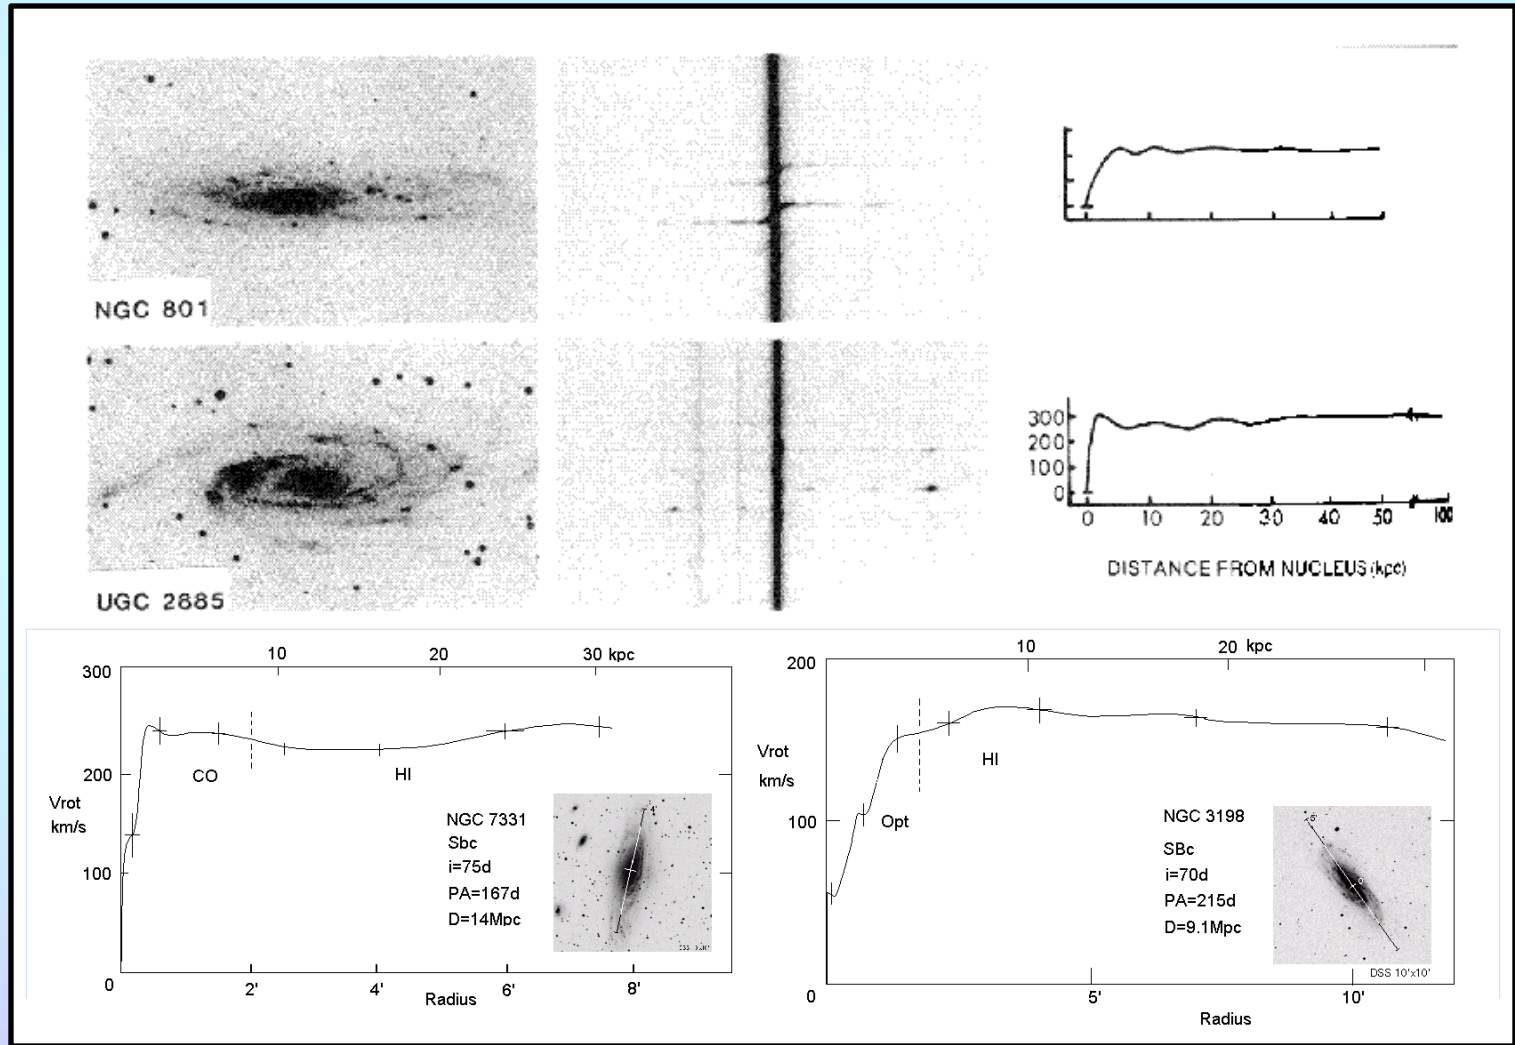 NGC 801
UGC 2885
300
200
100
0
0 10 20 30 40 50 100
DISTANCE FROM NUCLEUS (kpc)
10 20 30 kpc
300
200
100
0
Vrot
km/s
CO HI
NGC 7331
Sbc
i=75d
PA=167d
D=14Mpc
4'
2' 4' 6' 8'
Radius
10 20 kpc
200
100
0
Vrot
km/s
Opt HI
NGC 3198
SBc
i=70d
PA=215d
D=9.1Mpc
5'
0
DSS 10'x10'
5' 10'
Radius